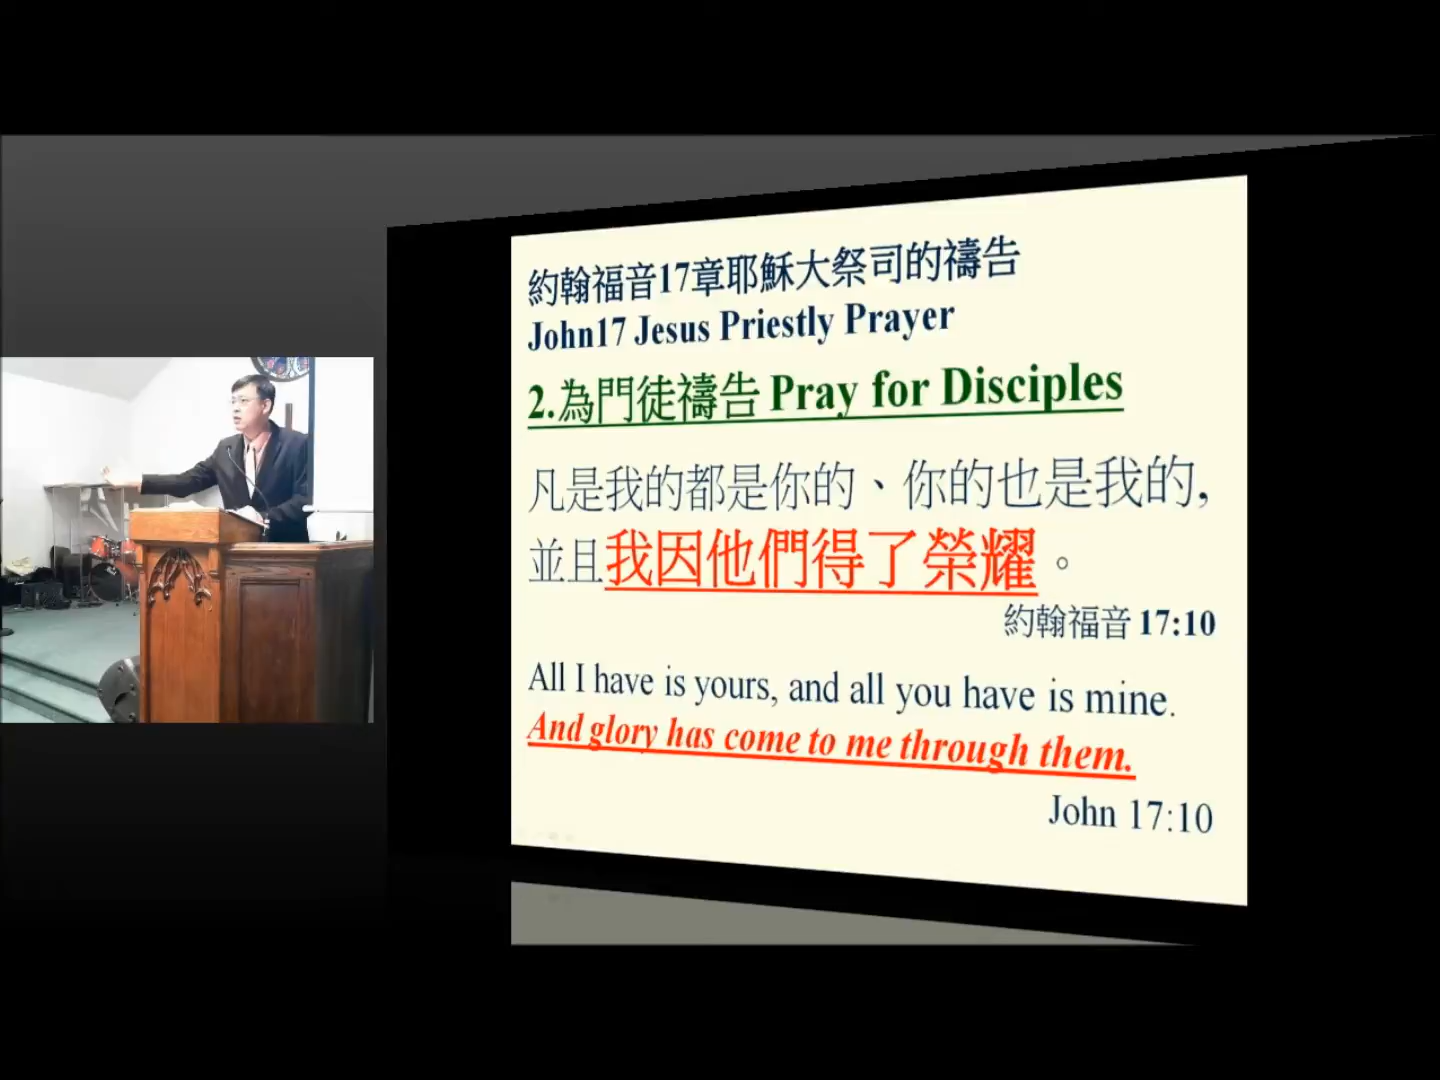 約翰福音17章耶穌大祭司的禱告
John17 Jesus Priestly Prayer
2.為門徒禱告 Pray for Disciples
凡是我的都是你的、你的也是我的,
並且我因他們得了榮耀。
約翰福音 17:10
All I have is yours, and all you have is mine.
And glory has come to me through them.
John 17:10